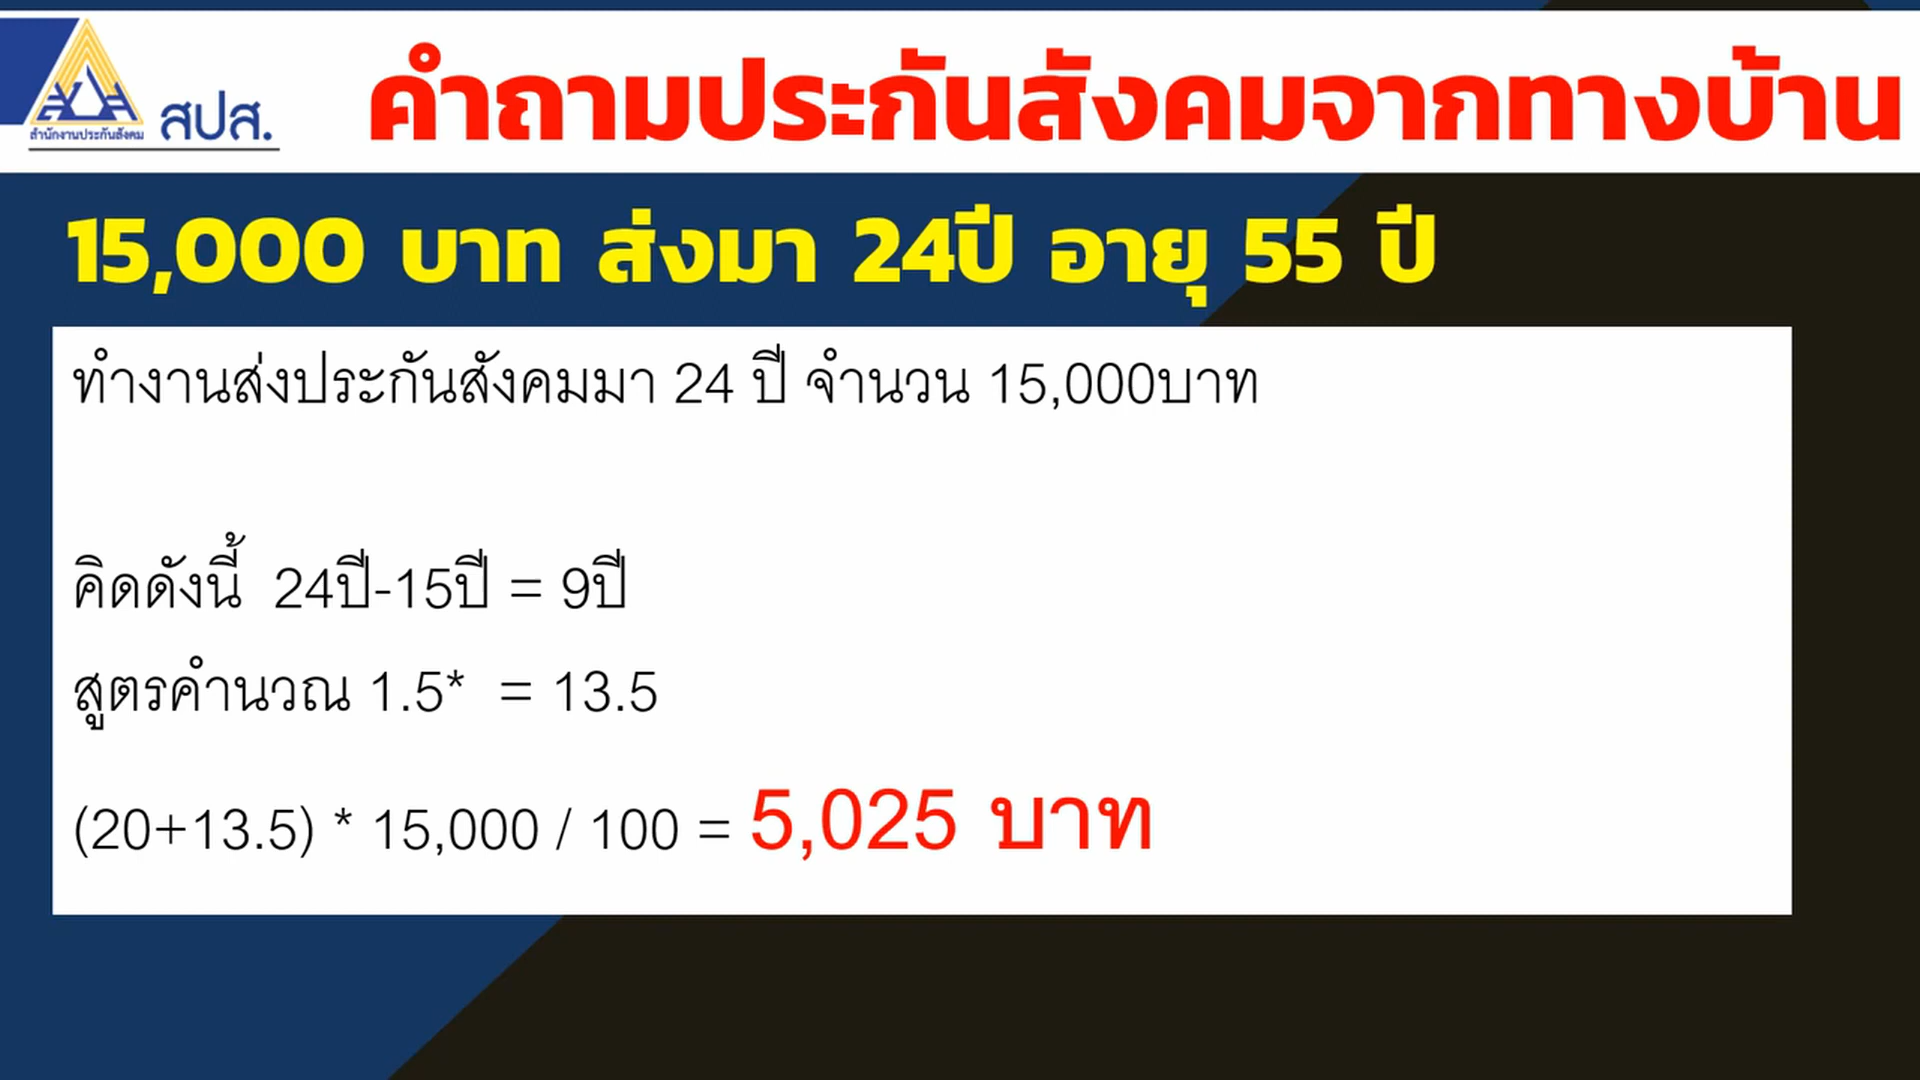 สำนักงานประกันสังคม
สปส.
คำถามประกันสังคมจากทางบ้าน
15,000 บาท ส่งมา 24ปี อายุ 55 ปี
ทำงานส่งประกันสังคมมา 24 ปี จำนวน 15,000บาท
คิดดังนี้ 24ปี-15ปี = 9ปี
สูตรคำนวณ 1.5* = 13.5
(20+13.5) * 15,000 / 100 = 5,025 บาท